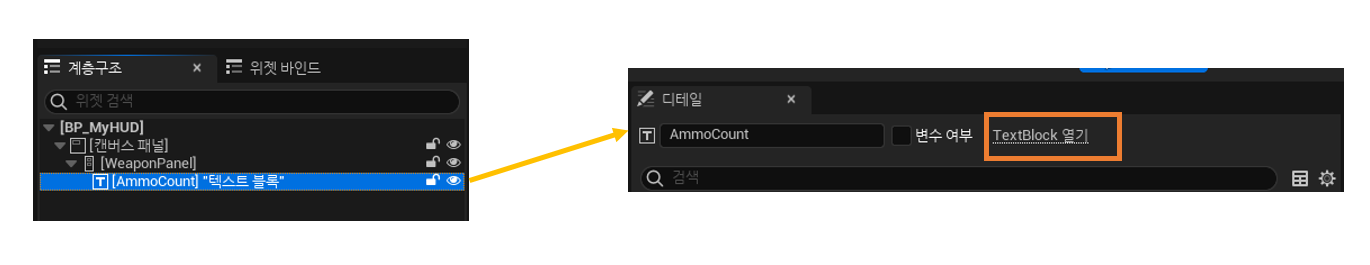 계층구조 × 위젯 바인드
위젯 검색
[BP_MyHUD]
[캔버스 패널]
[WeaponPanel]
T [AmmoCount] "텍스트 블록"
디테일 ×
T AmmoCount 변수 여부 TextBlock 열기
검색